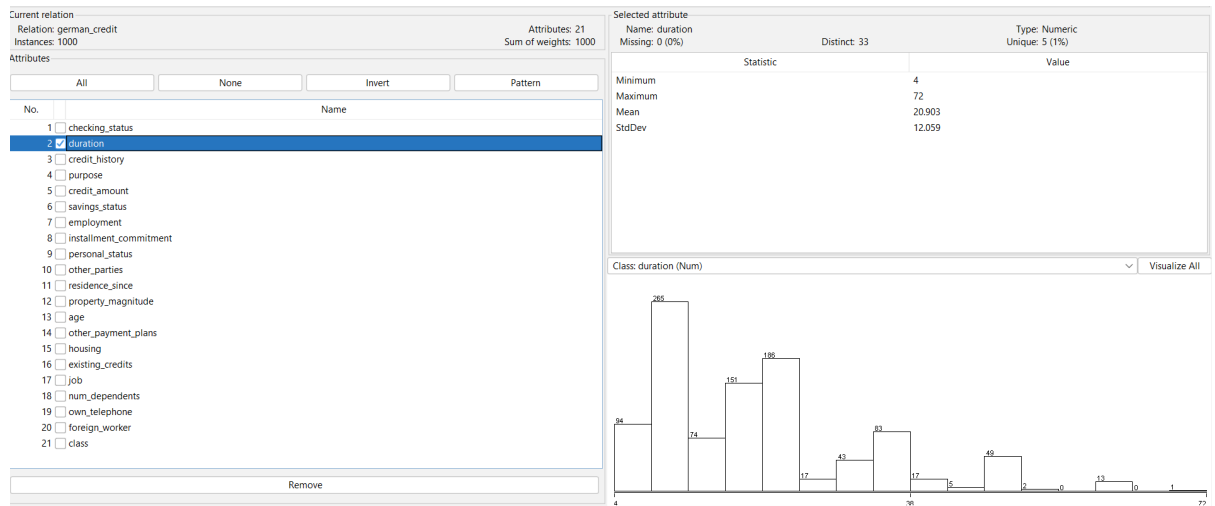 Current relation
Relation: german_credit
Attributes: 21
Instances: 1000
Sum of weights: 1000
Attributes
All
None
Invert
Pattern
No.
Name
1 checking_status
2 duration
3 credit_history
4 purpose
5 credit_amount
6 savings_status
7 employment
8 installment_commitment
9 personal_status
10 other_parties
11 residence_since
12 property_magnitude
13 age
14 other_payment_plans
15 housing
16 existing_credits
17 job
18 num_dependents
19 own_telephone
20 foreign_worker
21 class
Remove
Selected attribute
Name: duration
Type: Numeric
Missing: 0 (0%)
Distinct: 33
Unique: 5 (1%)
Statistic
Value
Minimum
4
Maximum
72
Mean
20.903
StdDev
12.059
Class: duration (Num)
Visualize All
94
265
74
151
186
17
43
83
17
5
49
2
0
13
0
1
4
38
72